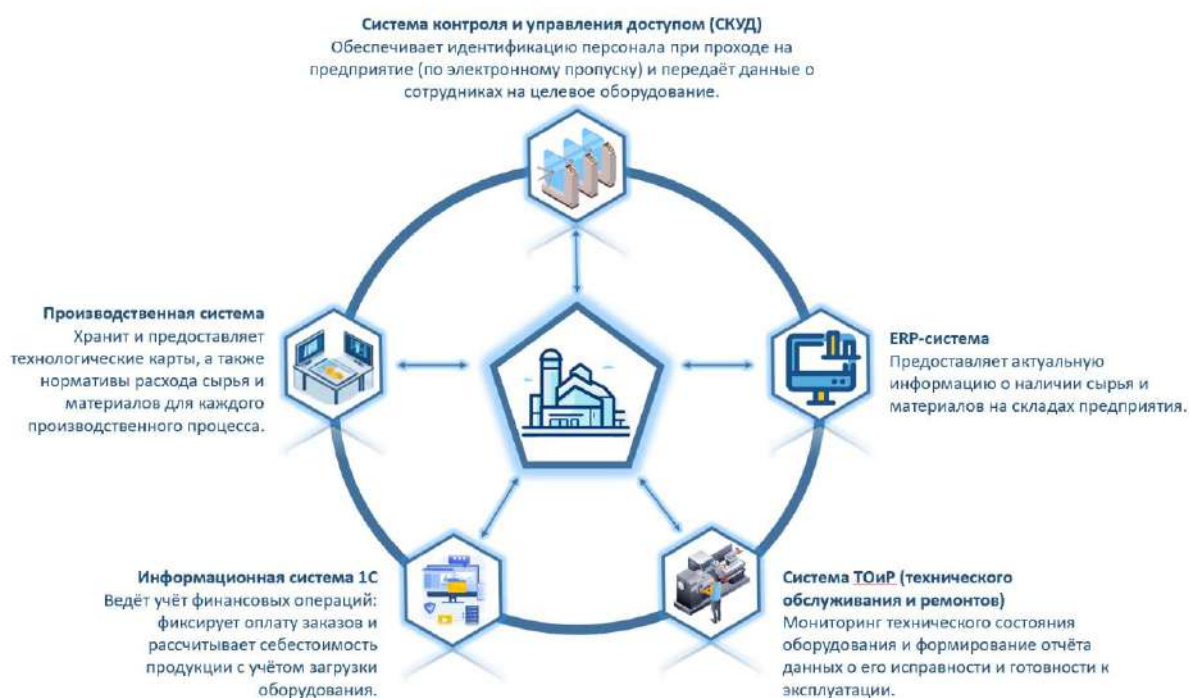 Система контроля и управления доступом (СКУД)
Обеспечивает идентификацию персонала при проходе на
предприятие (по электронному пропуску) и передаёт данные о
сотрудниках на целевое оборудование.
Производственная система
Хранит и предоставляет
технологические карты, а также
нормативы расхода сырья и
материалов для каждого
производственного процесса.
ERP-система
Предоставляет актуальную
информацию о наличии сырья и
материалов на складах предприятия.
Информационная система 1С
Ведёт учёт финансовых операций:
фиксирует оплату заказов и
рассчитывает себестоимость
продукции с учётом загрузки
оборудования.
Система ТОиР (технического
обслуживания и ремонтов)
Мониторинг технического состояния
оборудования и формирование отчёта
данных о его исправности и готовности к
эксплуатации.